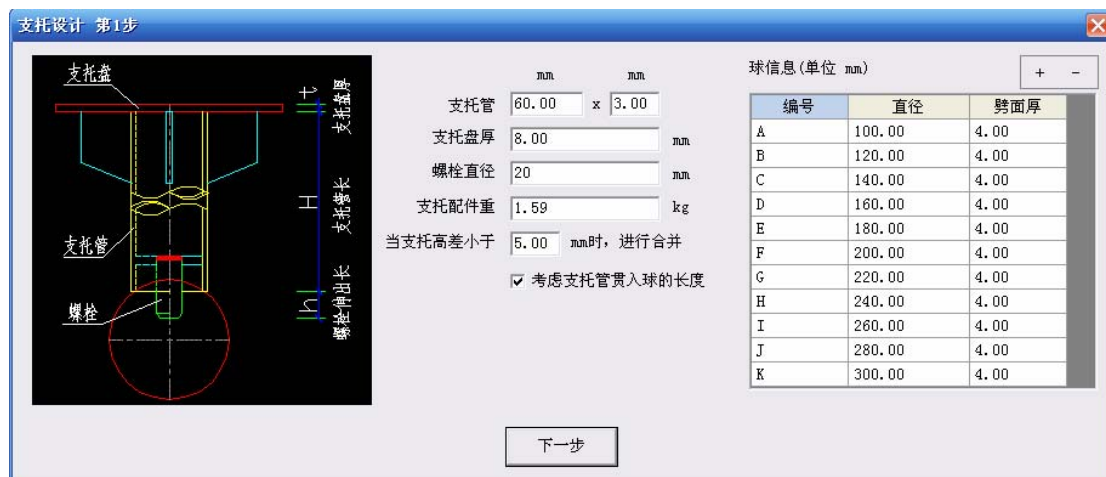 支托设计 第1步
支托盘
支托管
螺栓
t
支托盘厚
H
支托管长
h
螺栓伸出长
mm mm
支托管 60.00 x 3.00
支托盘厚 8.00 mm
螺栓直径 20 mm
支托配件重 1.59 kg
当支托高差小于 5.00 mm时，进行合并
考虑支托管贯入球的长度
球信息(单位 mm)
+ -
编号 直径 劈面厚
A 100.00 4.00
B 120.00 4.00
C 140.00 4.00
D 160.00 4.00
E 180.00 4.00
F 200.00 4.00
G 220.00 4.00
H 240.00 4.00
I 260.00 4.00
J 280.00 4.00
K 300.00 4.00
下一步